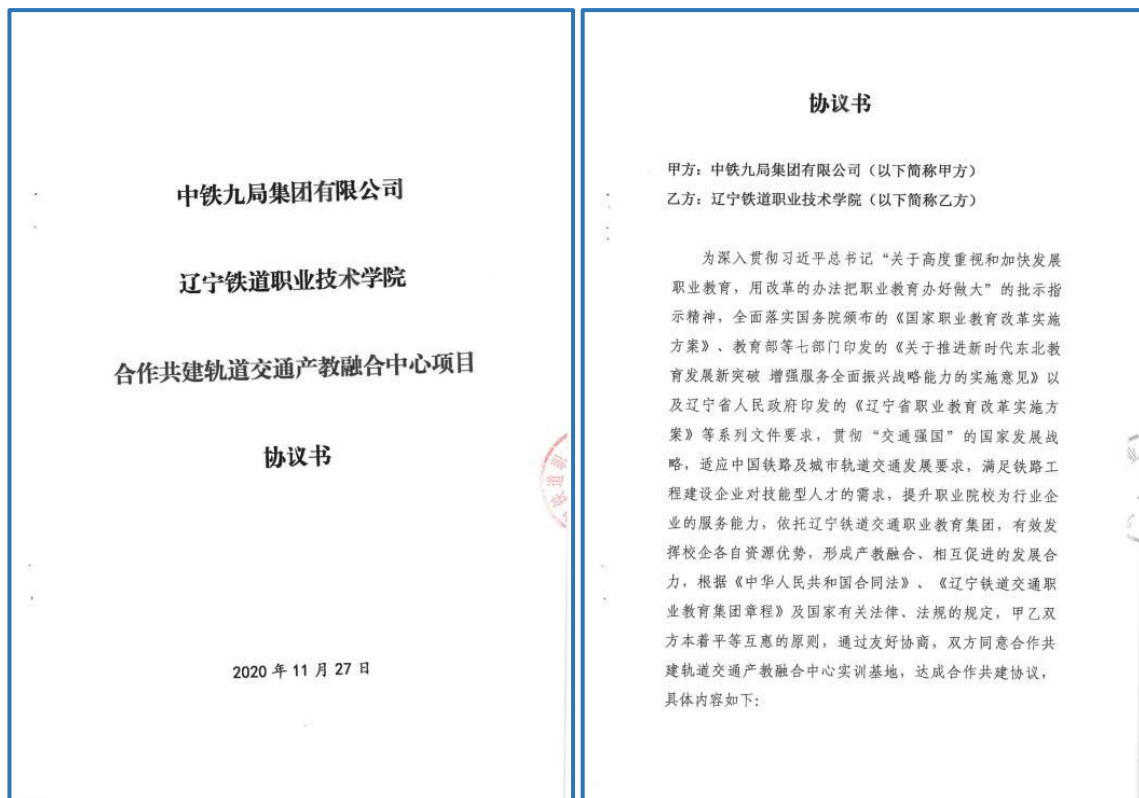 中铁九局集团有限公司
辽宁铁道职业技术学院
合作共建轨道交通产教融合中心项目
协议书
铁道职
2020 年 11 月 27 日
协议书
甲方：中铁九局集团有限公司（以下简称甲方）
乙方：辽宁铁道职业技术学院（以下简称乙方）
为深入贯彻习近平总书记“关于高度重视和加快发展
职业教育，用改革的办法把职业教育办好做大”的批示指
示精神，全面落实国务院颁布的《国家职业教育改革实施
方案》、教育部等七部门印发的《关于推进新时代东北教
育发展新突破 增强服务全面振兴战略能力的实施意见》以
及辽宁省人民政府印发的《辽宁省职业教育改革实施方
案》等系列文件要求，贯彻“交通强国”的国家发展战
略，适应中国铁路及城市轨道交通发展要求，满足铁路工
程建设企业对技能型人才的需求，提升职业院校为行业企
业的服务能力，依托辽宁铁道交通职业教育集团，有效发
挥校企各自资源优势，形成产教融合、相互促进的发展合
力，根据《中华人民共和国合同法》、《辽宁铁道交通职
业教育集团章程》及国家有关法律、法规的规定，甲乙双
方本着平等互惠的原则，通过友好协商，双方同意合作共
建轨道交通产教融合中心实训基地，达成合作共建协议，
具体内容如下：